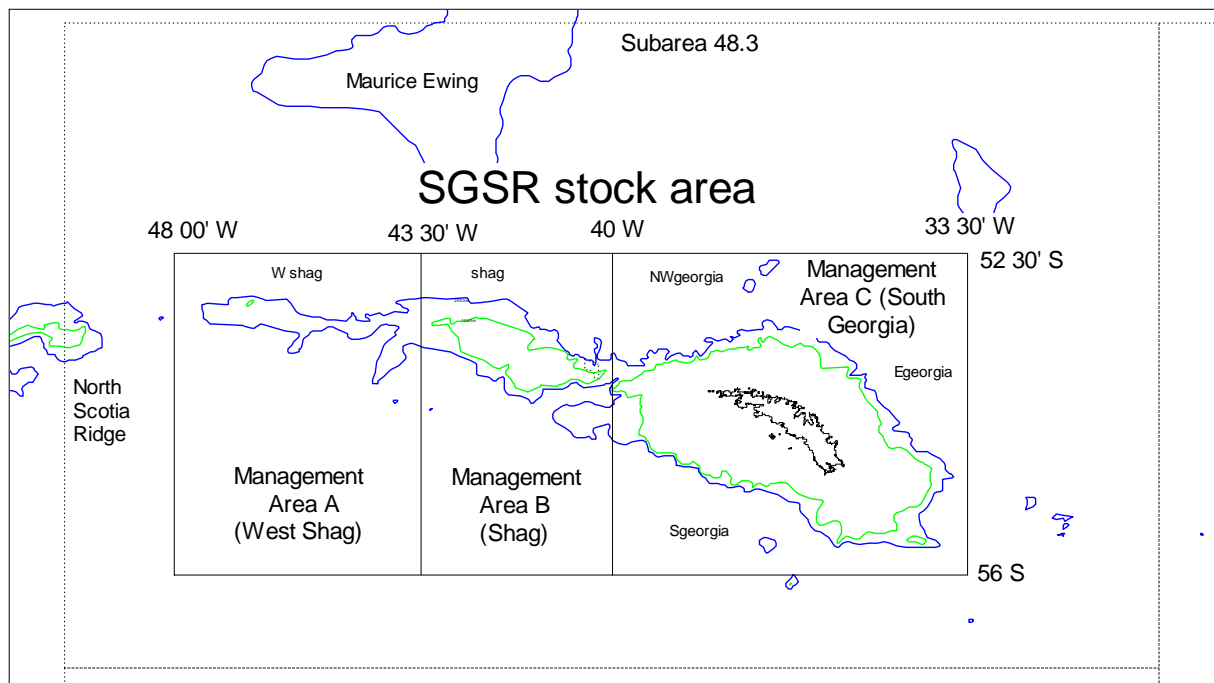 Subarea 48.3
Maurice Ewing
SGSR stock area
48 00' W
43 30' W
40 W
33 30' W
52 30' S
W shag
shag
NWgeorgia
Management
Area C (South
Georgia)
Egeorgia
North
Scotia
Ridge
Management
Area A
(West Shag)
Management
Area B
(Shag)
Sgeorgia
56 S